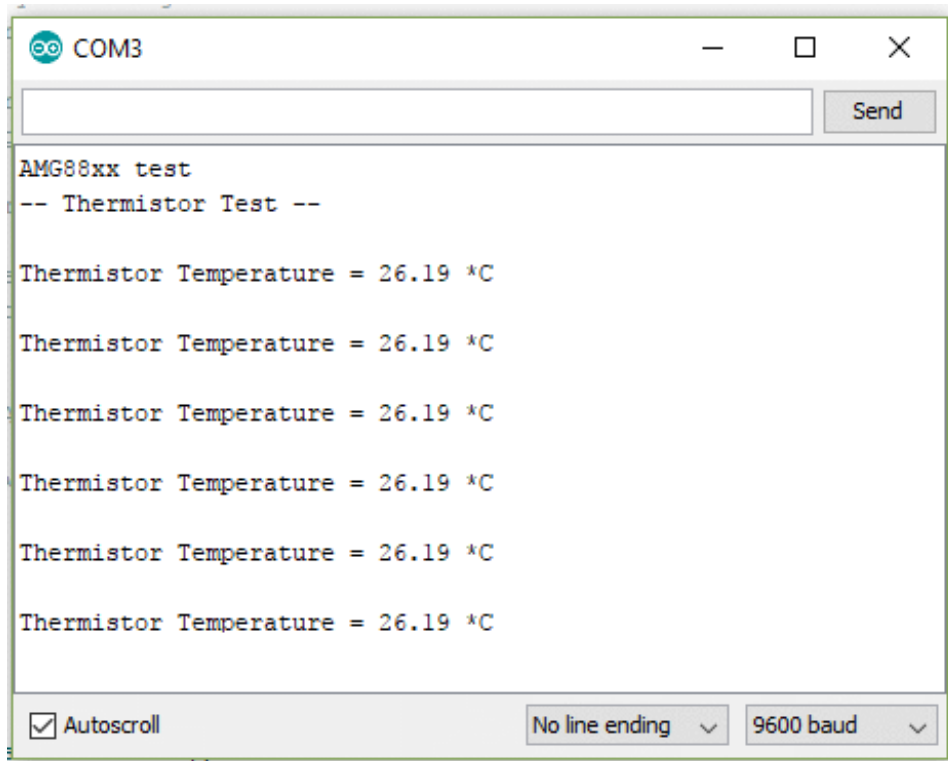 COM3
Send
AMG88xx test
-- Thermistor Test --
Thermistor Temperature = 26.19 *C
Thermistor Temperature = 26.19 *C
Thermistor Temperature = 26.19 *C
Thermistor Temperature = 26.19 *C
Thermistor Temperature = 26.19 *C
Thermistor Temperature = 26.19 *C
Autoscroll No line ending 9600 baud